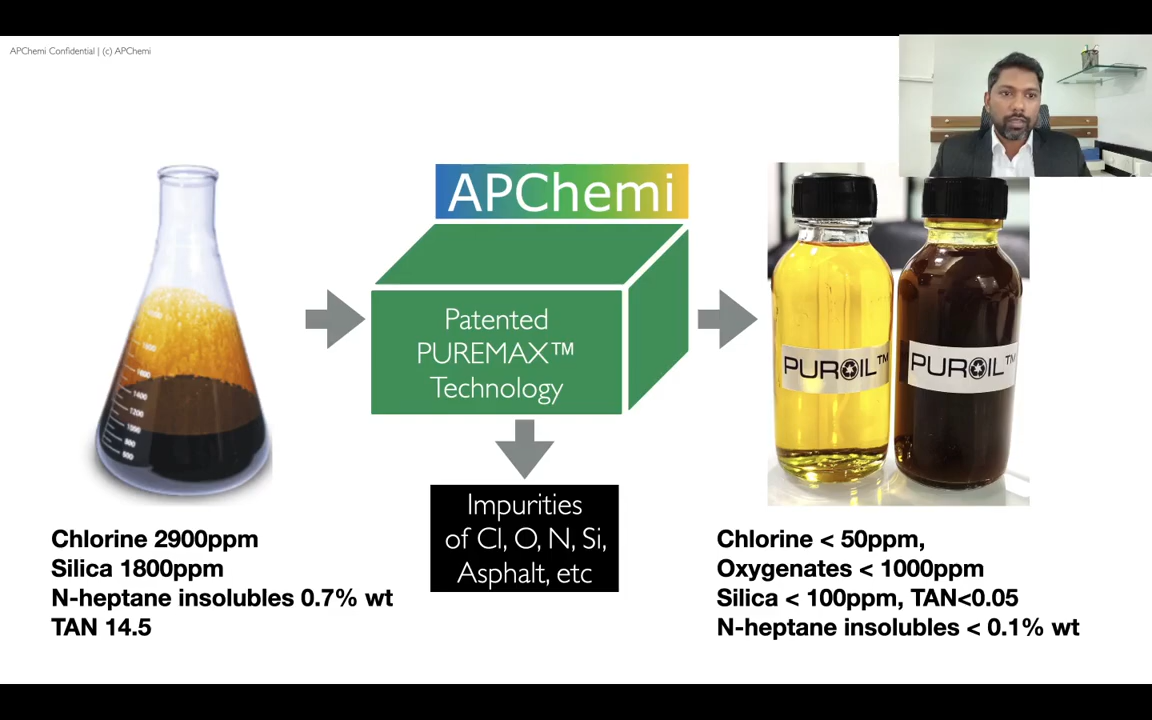 APChemi Confidential | (c) APChemi
APChemi
Patented
PUREMAX™
Technology
PUROIL™
PUROIL™
Impurities
of Cl, O, N, Si,
Asphalt, etc
Chlorine 2900ppm
Silica 1800ppm
N-heptane insolubles 0.7% wt
TAN 14.5
Chlorine < 50ppm,
Oxygenates < 1000ppm
Silica < 100ppm, TAN<0.05
N-heptane insolubles < 0.1% wt